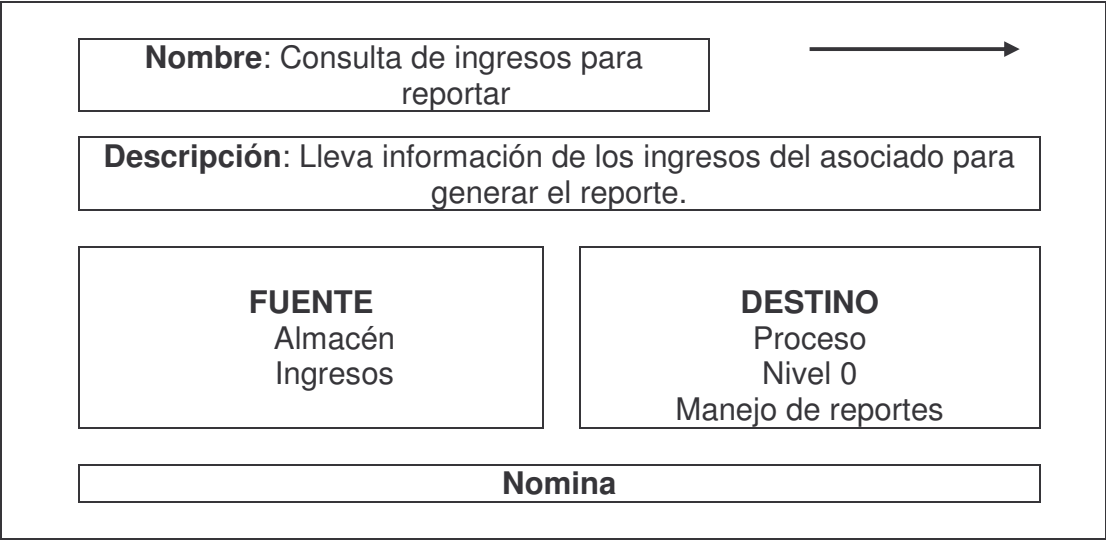 Nombre: Consulta de ingresos para
reportar
Descripción: Lleva información de los ingresos del asociado para
generar el reporte.
FUENTE
Almacén
Ingresos
DESTINO
Proceso
Nivel 0
Manejo de reportes
Nomina